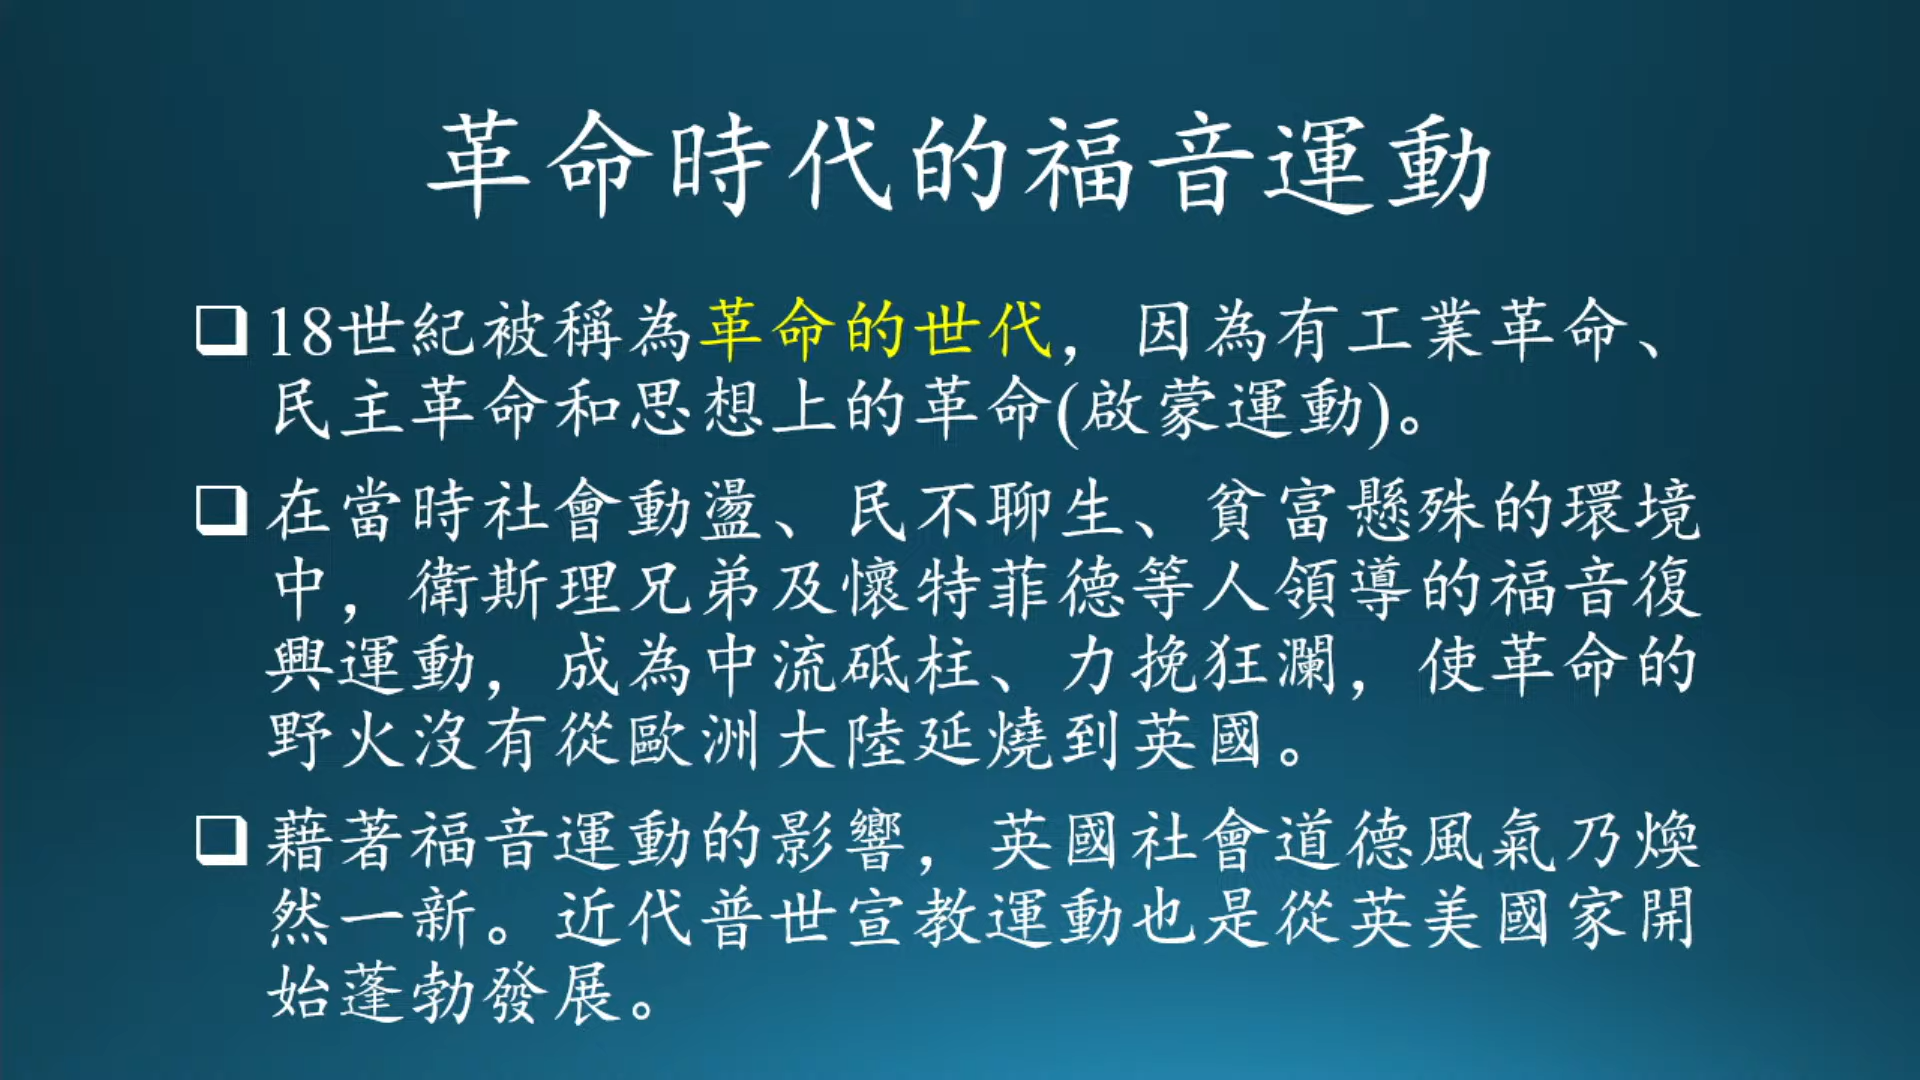 革命時代的福音運動
18世紀被稱為革命的世代，因為有工業革命、
民主革命和思想上的革命(啟蒙運動)。
在當時社會動盪、民不聊生、貧富懸殊的環境
中，衛斯理兄弟及懷特菲德等人領導的福音復
興運動，成為中流砥柱、力挽狂瀾，使革命的
野火沒有從歐洲大陸延燒到英國。
藉著福音運動的影響，英國社會道德風氣乃煥
然一新。近代普世宣教運動也是從英美國家開
始蓬勃發展。